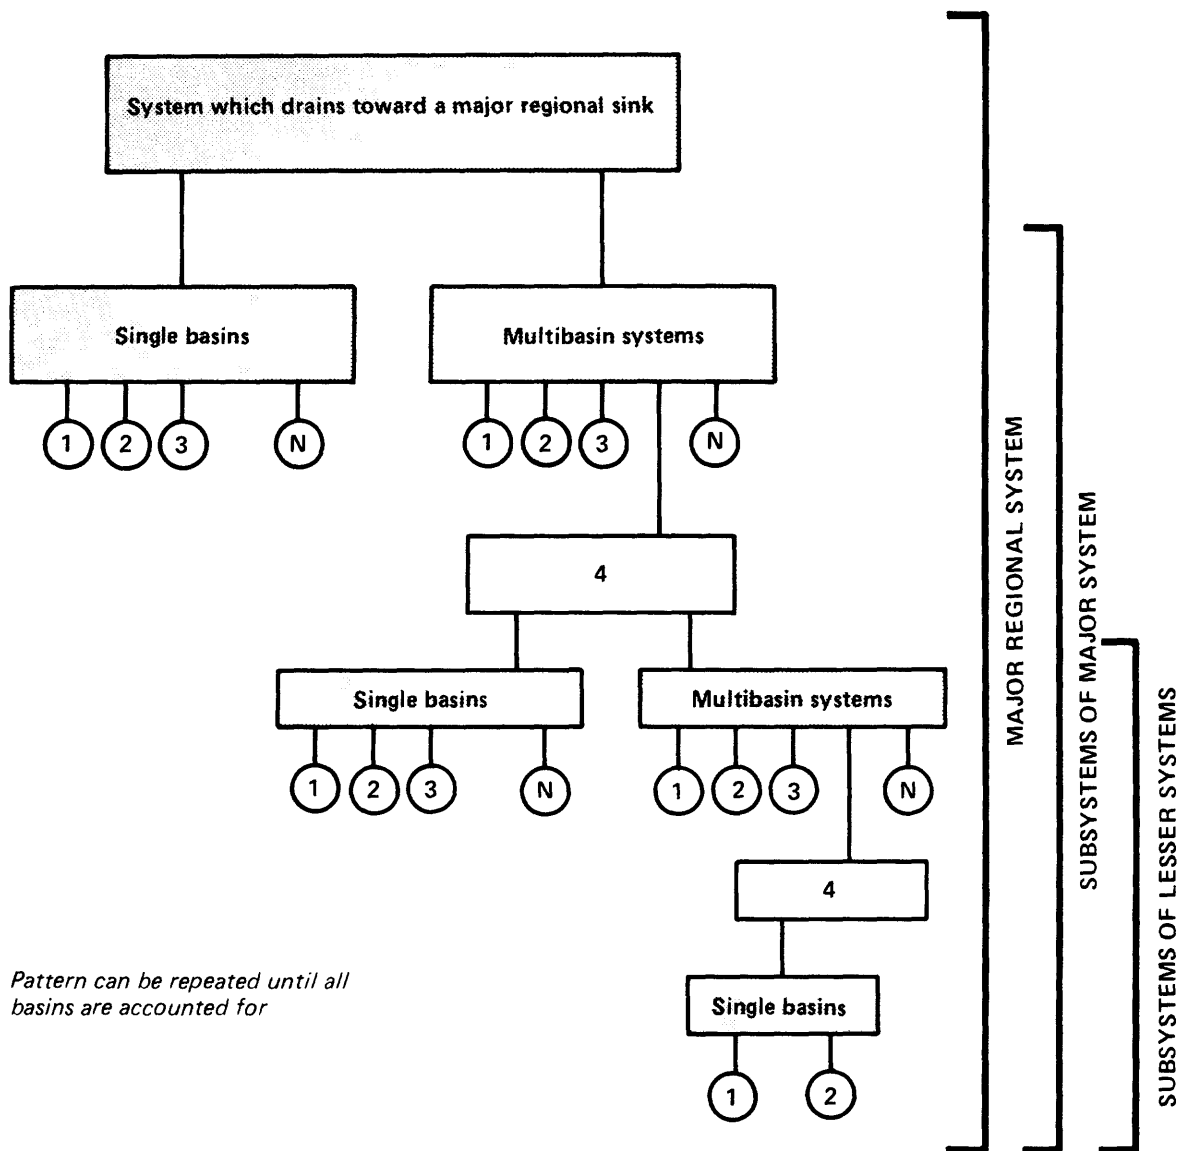 System which drains toward a major regional sink
Single basins
Multibasin systems
1 2 3 N
1 2 3 N
4
Single basins
Multibasin systems
1 2 3 N
1 2 3 N
4
Single basins
1 2
Pattern can be repeated until all
basins are accounted for
MAJOR REGIONAL SYSTEM
SUBSYSTEMS OF MAJOR SYSTEM
SUBSYSTEMS OF LESSER SYSTEMS